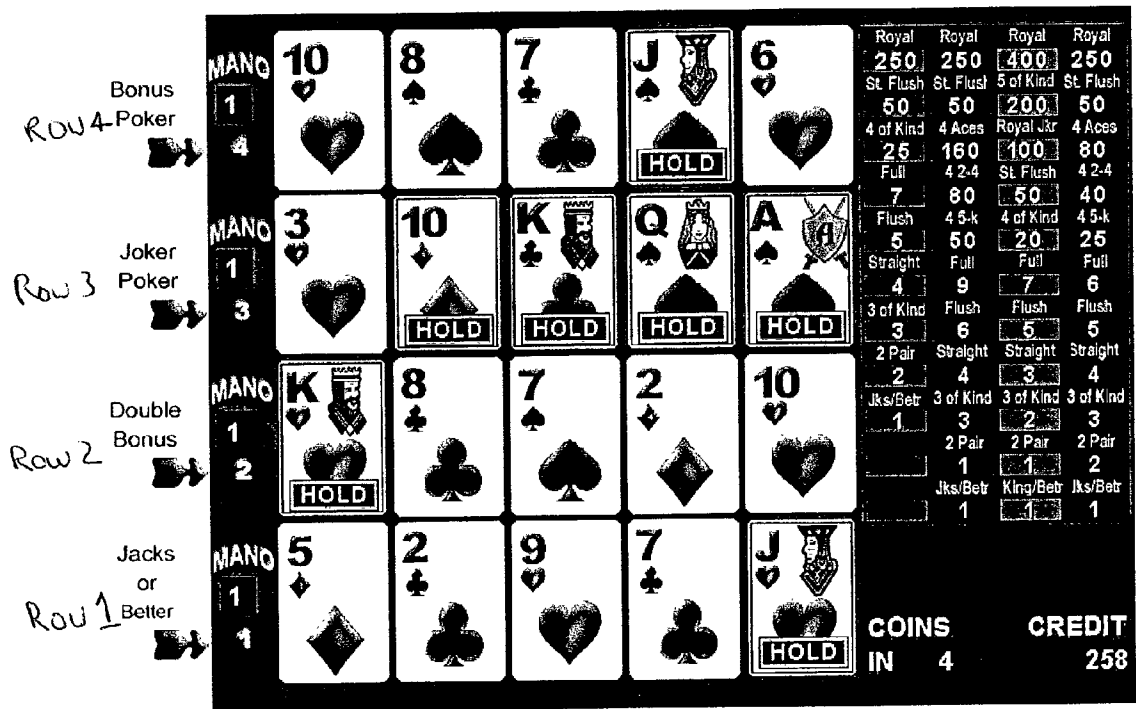 Bonus
Row 4 Poker
MANO
1
4
10 8 7 J 6
HOLD
Joker
Row 3 Poker
MANO
1
3
3 10 K Q A
A
HOLD HOLD HOLD HOLD
Double
Row 2 Bonus
MANO
1
2
K 8 7 2 10
HOLD
Jacks
or
Row 1 Better
MANO
1
1
5 2 9 7 J
HOLD
Royal Royal Royal Royal
250 250 400 250
St. Flush St. Flush 5 of Kind St. Flush
50 50 200 50
4 of Kind 4 Aces Royal Jkr 4 Aces
25 160 100 80
Full 4 2-4 St. Flush 4 2-4
7 80 50 40
Flush 4 5-k 4 of Kind 4 5-k
5 50 20 25
Straight Full Full Full
4 9 7 6
3 of Kind Flush Flush Flush
3 6 5 5
2 Pair Straight Straight Straight
2 4 3 4
Jks/Betr 3 of Kind 3 of Kind 3 of Kind
1 3 2 3
2 Pair 2 Pair 2 Pair
1 1 2
Jks/Betr King/Betr Jks/Betr
1 1 1
COINS CREDIT
IN 4 258